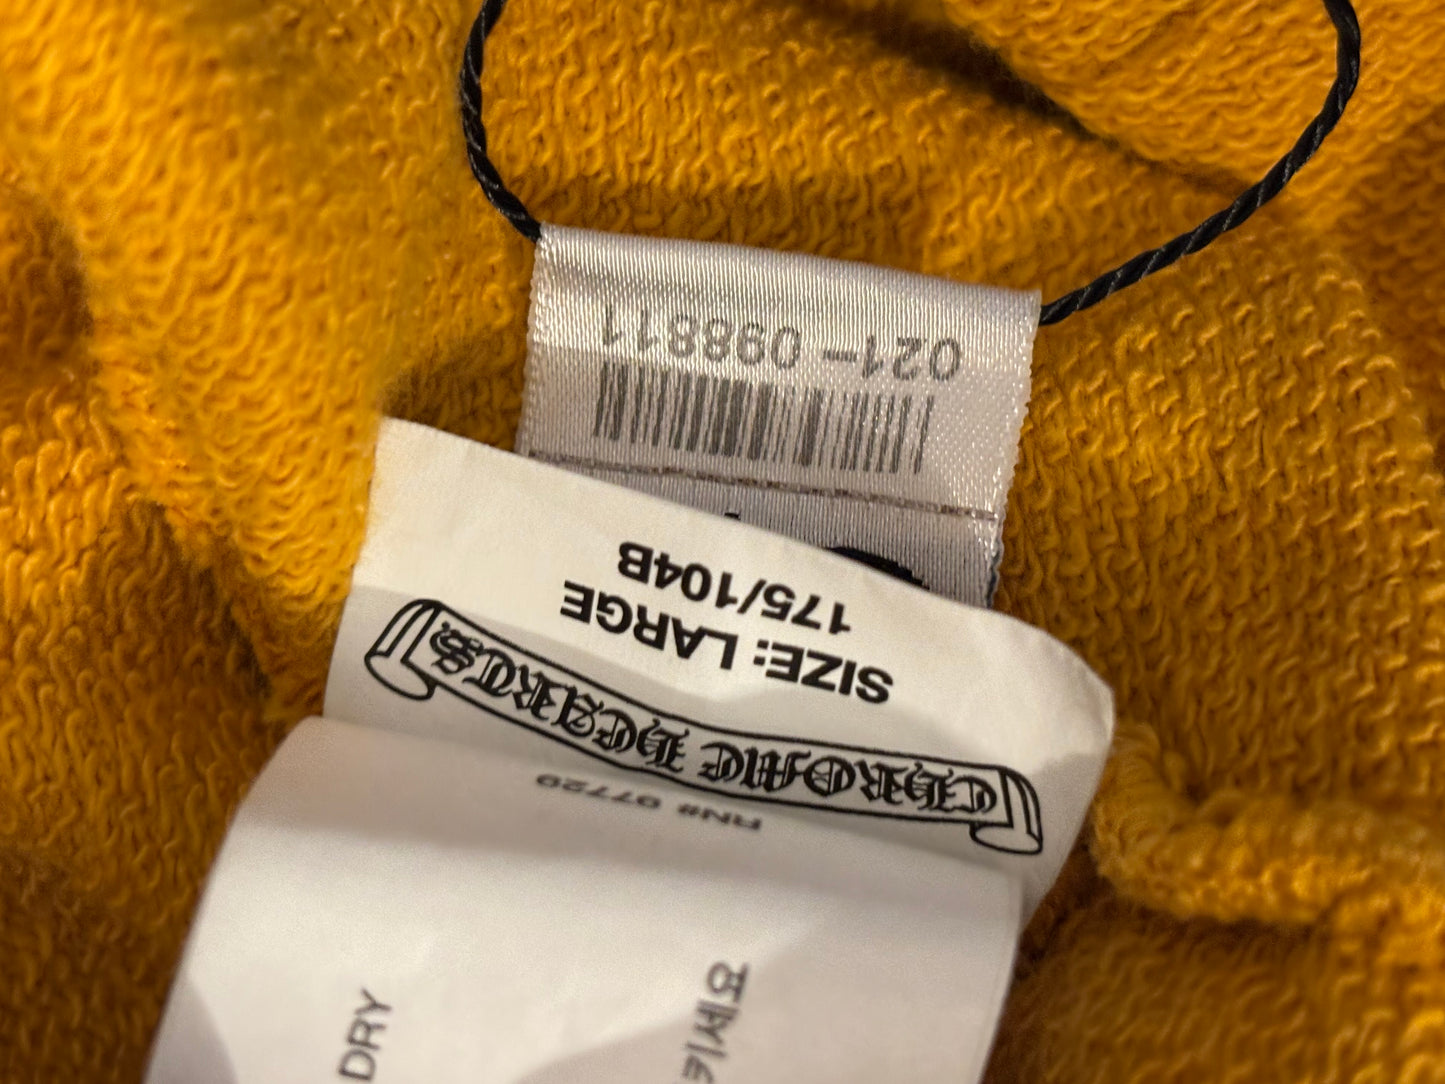 021- 098811
175/104B
SIZE: LARGE
CHROME HEARTS
RN# 97729
DRY